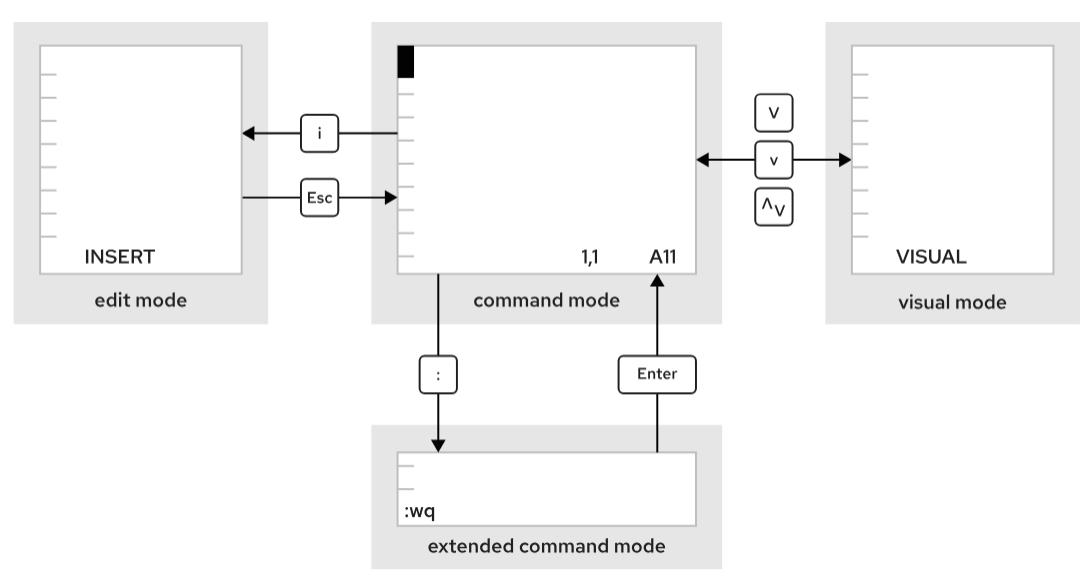 i
Esc
INSERT
edit mode
1,1 A11
command mode
V
v
^V
VISUAL
visual mode
:
Enter
:wq
extended command mode